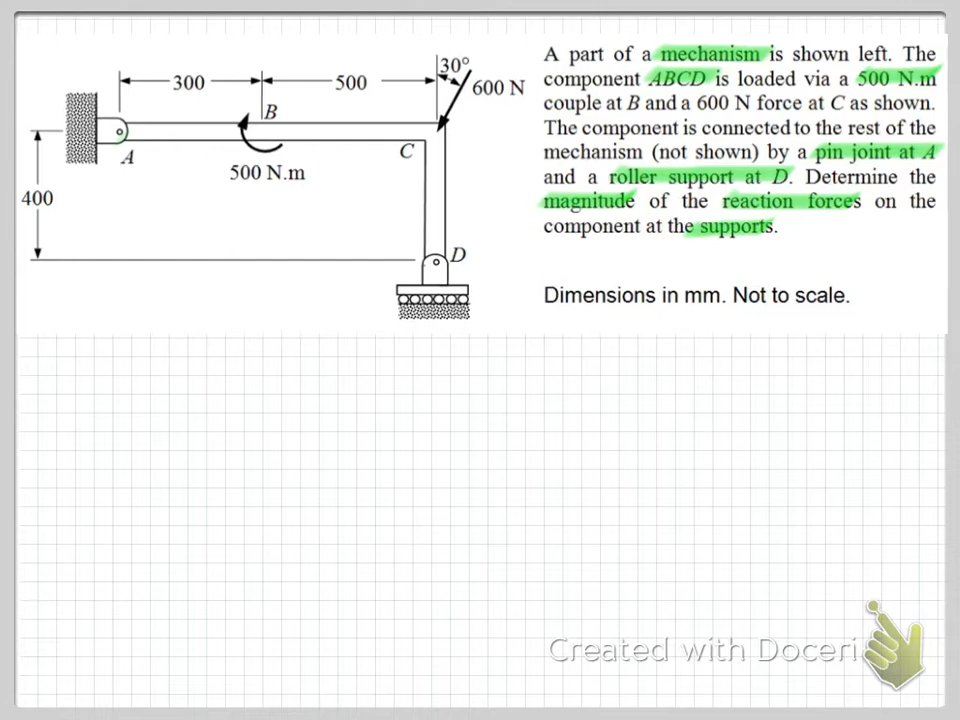 300
500
30°
600 N
A
B
C
D
500 N.m
400
A part of a mechanism is shown left. The
component ABCD is loaded via a 500 N.m
couple at B and a 600 N force at C as shown.
The component is connected to the rest of the
mechanism (not shown) by a pin joint at A
and a roller support at D. Determine the
magnitude of the reaction forces on the
component at the supports.
Dimensions in mm. Not to scale.
Created with Doceri